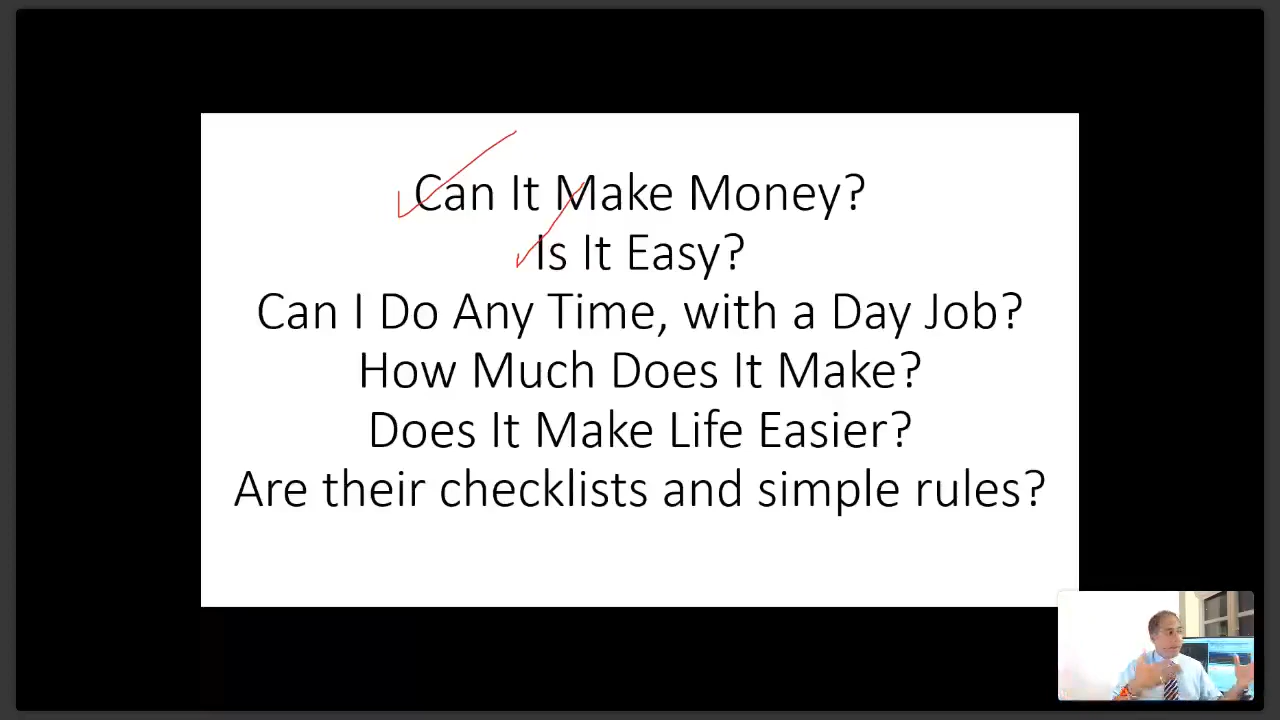 Can It Make Money?
Is It Easy?
Can I Do Any Time, with a Day Job?
How Much Does It Make?
Does It Make Life Easier?
Are their checklists and simple rules?